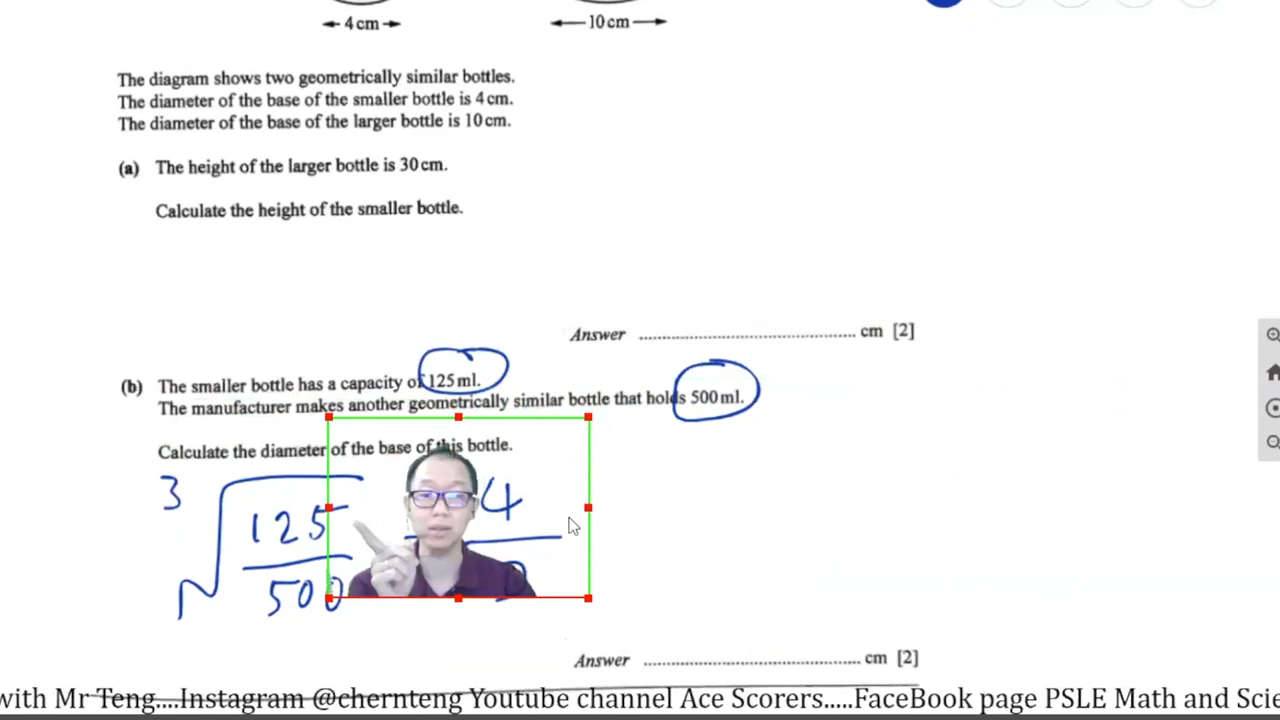 4 cm
10 cm
The diagram shows two geometrically similar bottles.
The diameter of the base of the smaller bottle is 4 cm.
The diameter of the base of the larger bottle is 10 cm.
(a) The height of the larger bottle is 30 cm.
Calculate the height of the smaller bottle.
Answer ................................................ cm [2]
(b) The smaller bottle has a capacity of 125 ml.
The manufacturer makes another geometrically similar bottle that holds 500 ml.
Calculate the diameter of the base of this bottle.
3 √ 125 4
500
Answer ................................................ cm [2]
with Mr Teng....Instagram @chernteng Youtube channel Ace Scorers.....FaceBook page PSLE Math and Scie